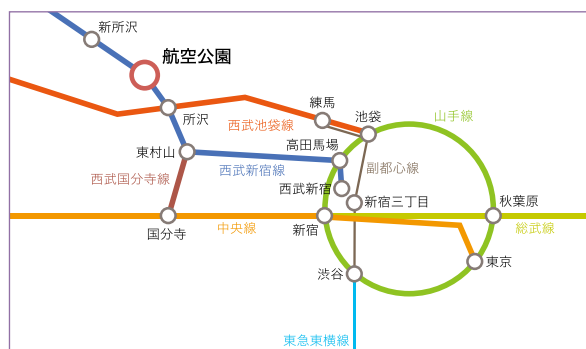 新所沢
航空公園
所沢
練馬
池袋
山手線
西武池袋線
高田馬場
東村山
西武新宿線
副都心線
西武国分寺線
西武新宿
新宿三丁目
秋葉原
国分寺
中央線
新宿
総武線
渋谷
東京
東急東横線